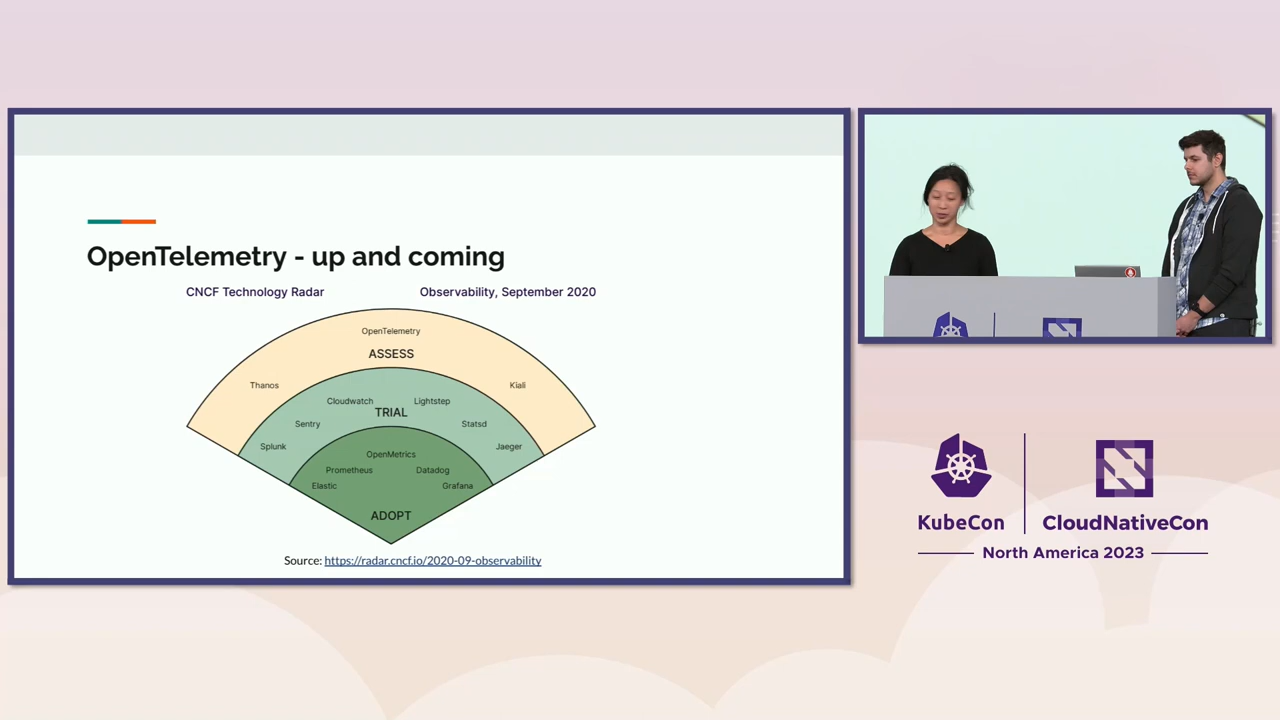 OpenTelemetry - up and coming
CNCF Technology Radar
Observability, September 2020
OpenTelemetry
ASSESS
Thanos
Kiali
Cloudwatch
Lightstep
TRIAL
Sentry
Statsd
Splunk
Jaeger
OpenMetrics
Prometheus
Datadog
Elastic
Grafana
ADOPT
Source: https://radar.cncf.io/2020-09-observability
KubeCon
CloudNativeCon
North America 2023